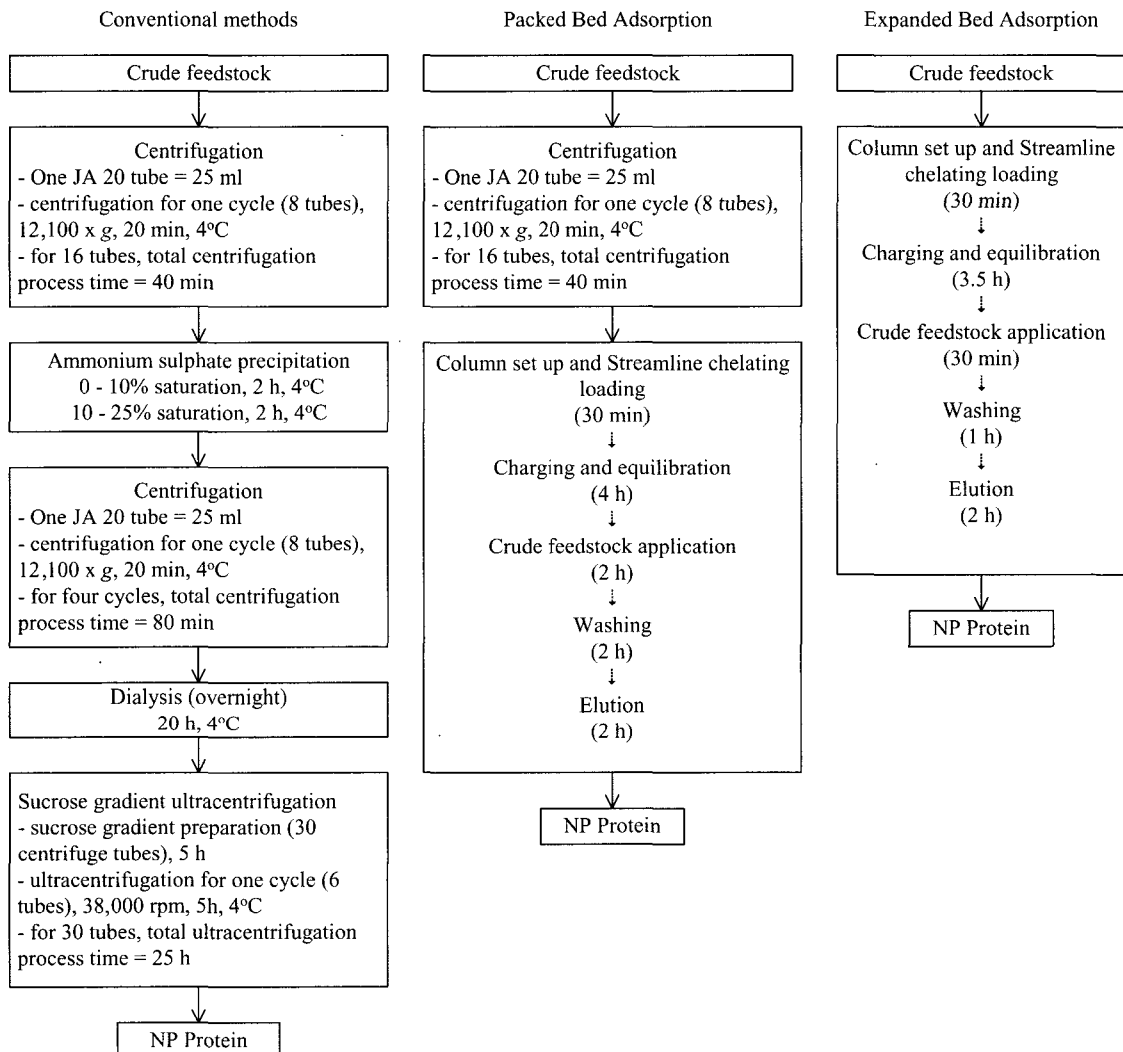 Conventional methods
Crude feedstock
Centrifugation
- One JA 20 tube = 25 ml
- centrifugation for one cycle (8 tubes),
12,100 x g, 20 min, 4°C
- for 16 tubes, total centrifugation
process time = 40 min
Ammonium sulphate precipitation
0 - 10% saturation, 2 h, 4°C
10 - 25% saturation, 2 h, 4°C
Centrifugation
- One JA 20 tube = 25 ml
- centrifugation for one cycle (8 tubes),
12,100 x g, 20 min, 4°C
- for four cycles, total centrifugation
process time = 80 min
Dialysis (overnight)
20 h, 4°C
Sucrose gradient ultracentrifugation
- sucrose gradient preparation (30
centrifuge tubes), 5 h
- ultracentrifugation for one cycle (6
tubes), 38,000 rpm, 5h, 4°C
- for 30 tubes, total ultracentrifugation
process time = 25 h
NP Protein
Packed Bed Adsorption
Crude feedstock
Centrifugation
- One JA 20 tube = 25 ml
- centrifugation for one cycle (8 tubes),
12,100 x g, 20 min, 4°C
- for 16 tubes, total centrifugation
process time = 40 min
Column set up and Streamline chelating
loading
(30 min)
Charging and equilibration
(4 h)
Crude feedstock application
(2 h)
Washing
(2 h)
Elution
(2 h)
NP Protein
Expanded Bed Adsorption
Crude feedstock
Column set up and Streamline
chelating loading
(30 min)
Charging and equilibration
(3.5 h)
Crude feedstock application
(30 min)
Washing
(1 h)
Elution
(2 h)
NP Protein